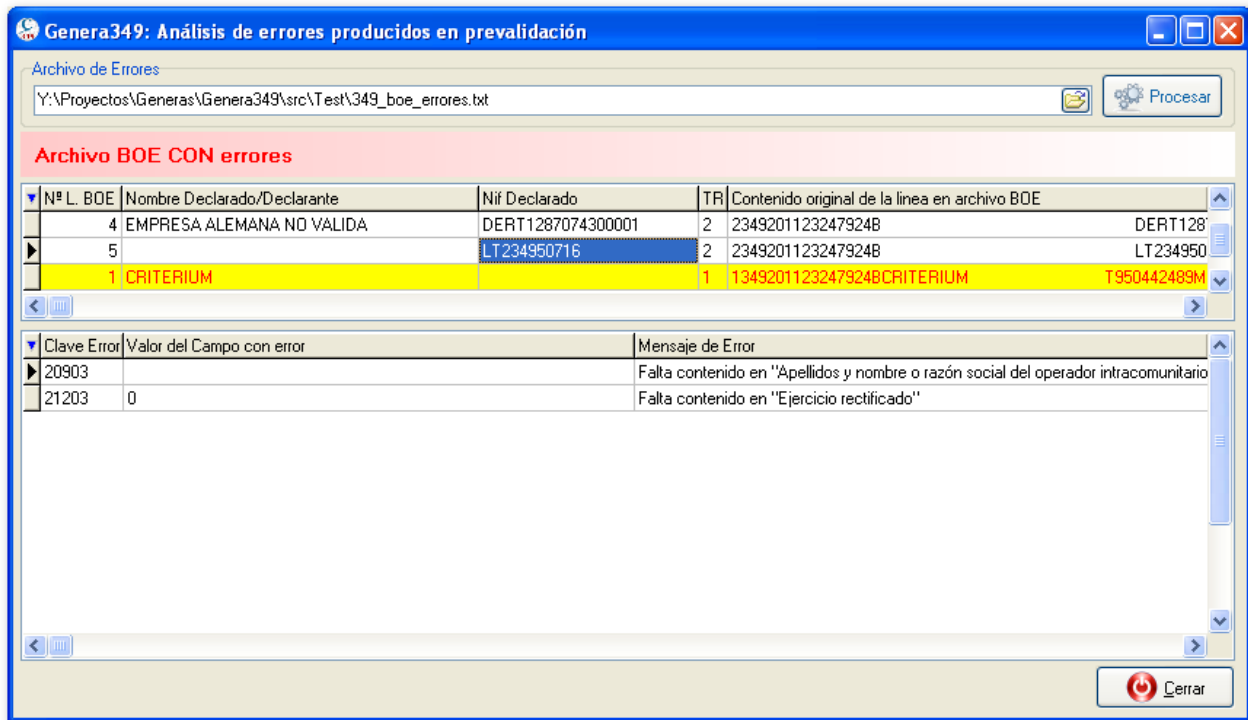 Genera349: Análisis de errores producidos en prevalidación
Archivo de Errores
Y:\Proyectos\Generas\Genera349\src\Test\349_boe_errores.txt Procesar
Archivo BOE CON errores
Nº L. BOE Nombre Declarado/Declarante Nif Declarado TR Contenido original de la linea en archivo BOE
4 EMPRESA ALEMANA NO VALIDA DERT1287074300001 2 2349201123247924B DERT128
5 LT234950716 2 2349201123247924B LT234950
1 CRITERIUM 1 1349201123247924BCRITERIUM T950442489M
Clave Error Valor del Campo con error Mensaje de Error
20903 Falta contenido en "Apellidos y nombre o razón social del operador intracomunitario
21203 0 Falta contenido en "Ejercicio rectificado"
Cerrar